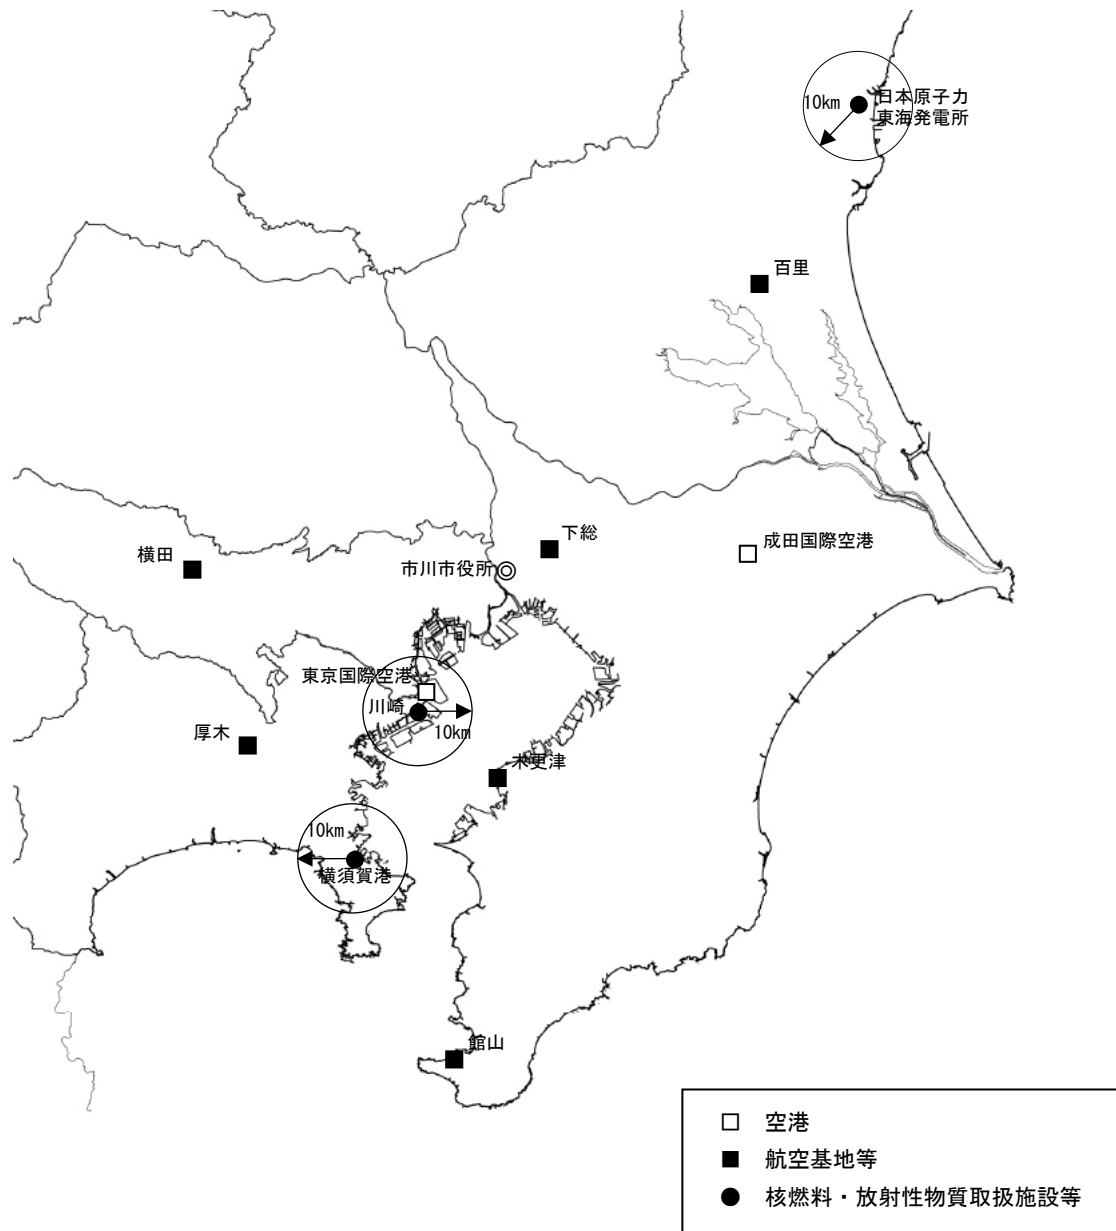 10km
日本原子力
東海発電所
百里
下総
成田国際空港
横田
市川市役所
東京国際空港
川崎
10km
厚木
木更津
10km
横須賀港
館山
空港
航空基地等
核燃料・放射性物質取扱施設等